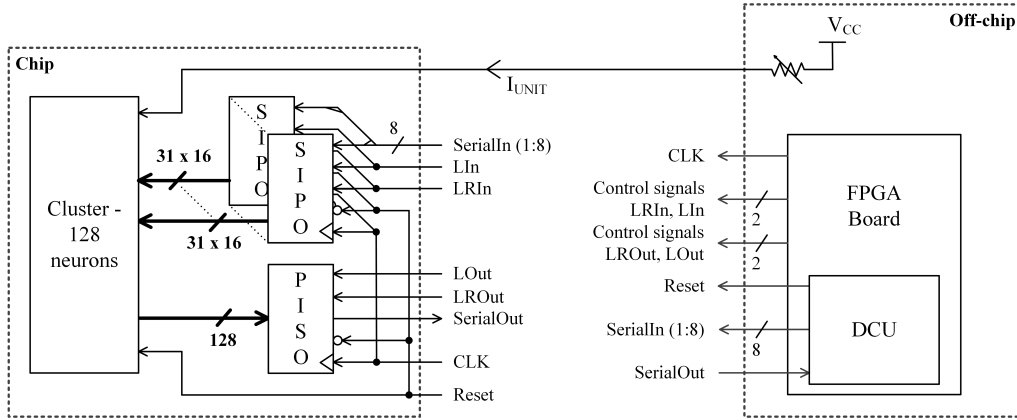 Off-chip
V_CC
Chip
I_UNIT
S
I
P
O
S
I
P
O
8
SerialIn (1:8)
LIn
LRIn
31 x 16
31 x 16
Cluster -
128
neurons
P
I
S
O
LOut
LROut
SerialOut
128
CLK
Reset
CLK
Control signals
LRIn, LIn
2
Control signals
LROut, LOut
2
Reset
SerialIn (1:8)
8
SerialOut
FPGA
Board
DCU